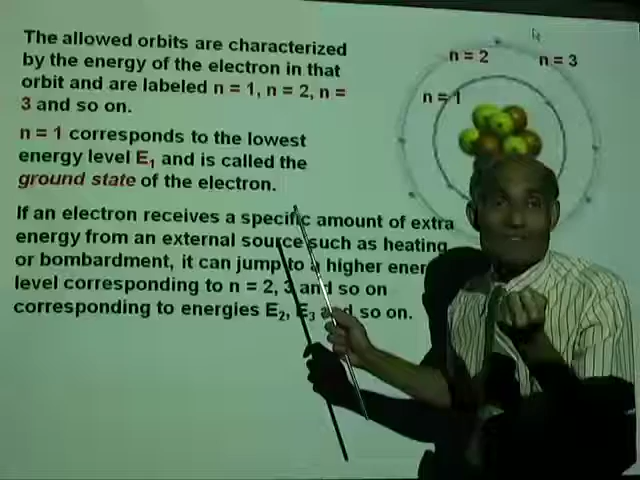 The allowed orbits are characterized
by the energy of the electron in that
orbit and are labeled n = 1, n = 2, n =
3 and so on.
n = 1 corresponds to the lowest
energy level E₁ and is called the
ground state of the electron.
If an electron receives a specific amount of extra
energy from an external source such as heating
or bombardment, it can jump to a higher ener
level corresponding to n = 2, 3 and so on
corresponding to energies E₂, E₃ and so on.
n = 2
n = 3
n = 1